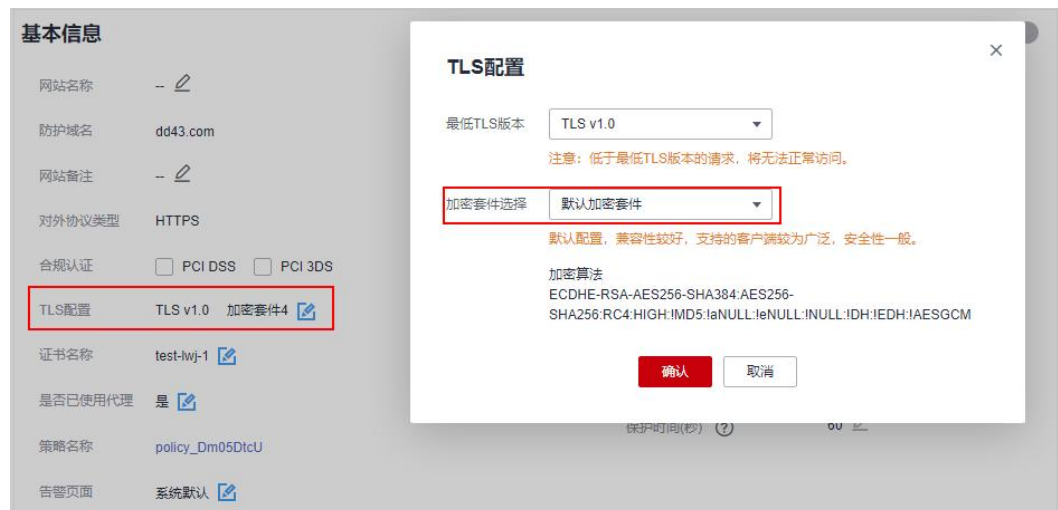 基本信息
网站名称 --
防护域名 dd43.com
网站备注 --
对外协议类型 HTTPS
合规认证 PCI DSS PCI 3DS
TLS配置 TLS v1.0 加密套件4
证书名称 test-lwj-1
是否已使用代理 是
策略名称 policy_Dm05DtcU
告警页面 系统默认
TLS配置
最低TLS版本 TLS v1.0
注意：低于最低TLS版本的请求，将无法正常访问。
加密套件选择 默认加密套件
默认配置，兼容性较好，支持的客户端较为广泛，安全性一般。
加密算法
ECDHE-RSA-AES256-SHA384:AES256-
SHA256:RC4:HIGH:!MD5:!aNULL:!eNULL:!NULL:!DH:!EDH:!AESGCM
确认 取消
保护时间(秒) ? 60